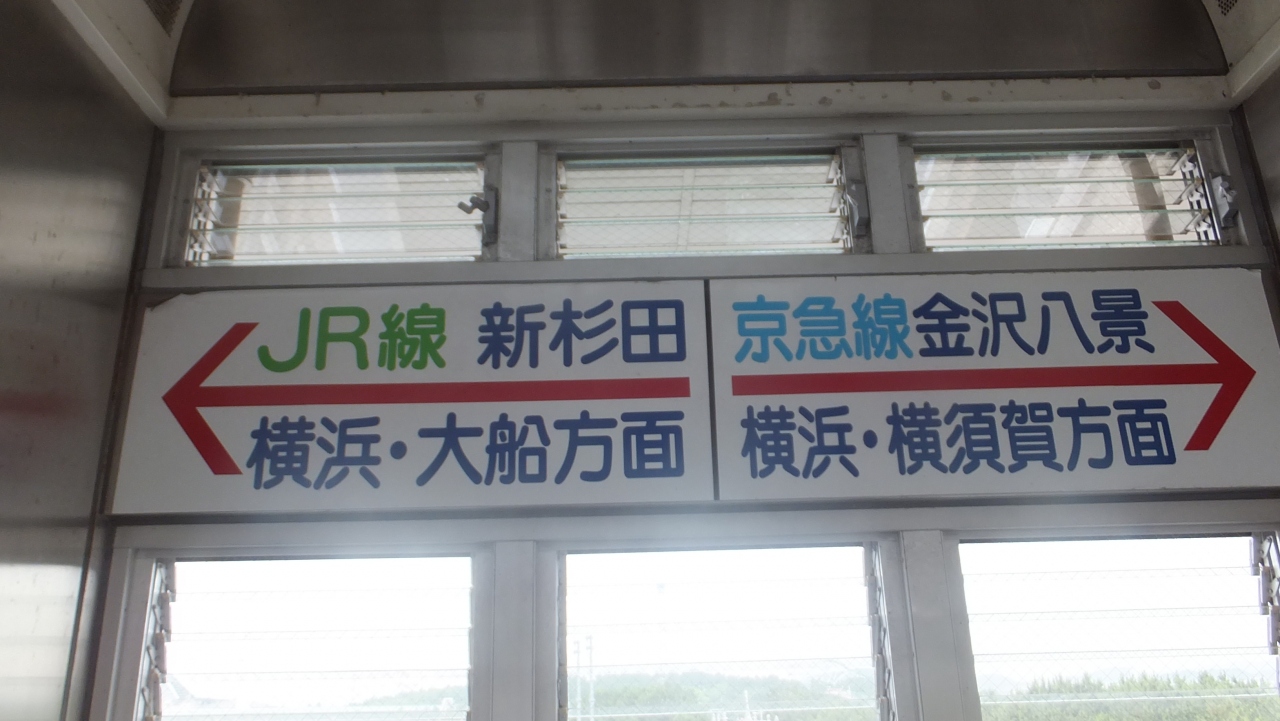 JR線 新杉田
横浜・大船方面
京急線金沢八景
横浜・横須賀方面